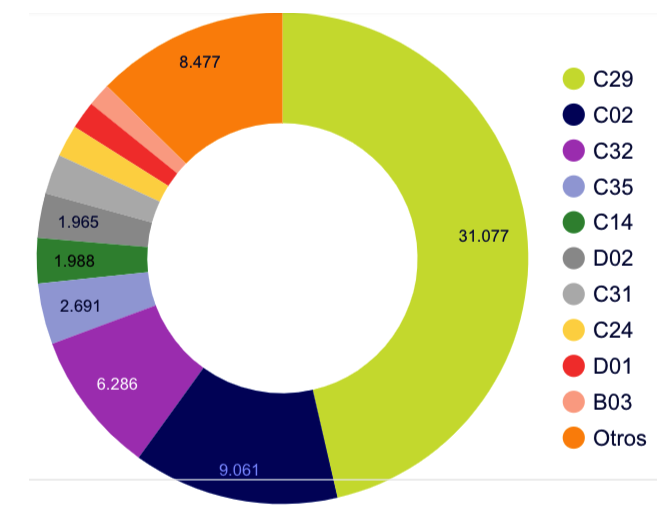 8.477
31.077
1.965
1.988
2.691
6.286
9.061
C29
C02
C32
C35
C14
D02
C31
C24
D01
B03
Otros